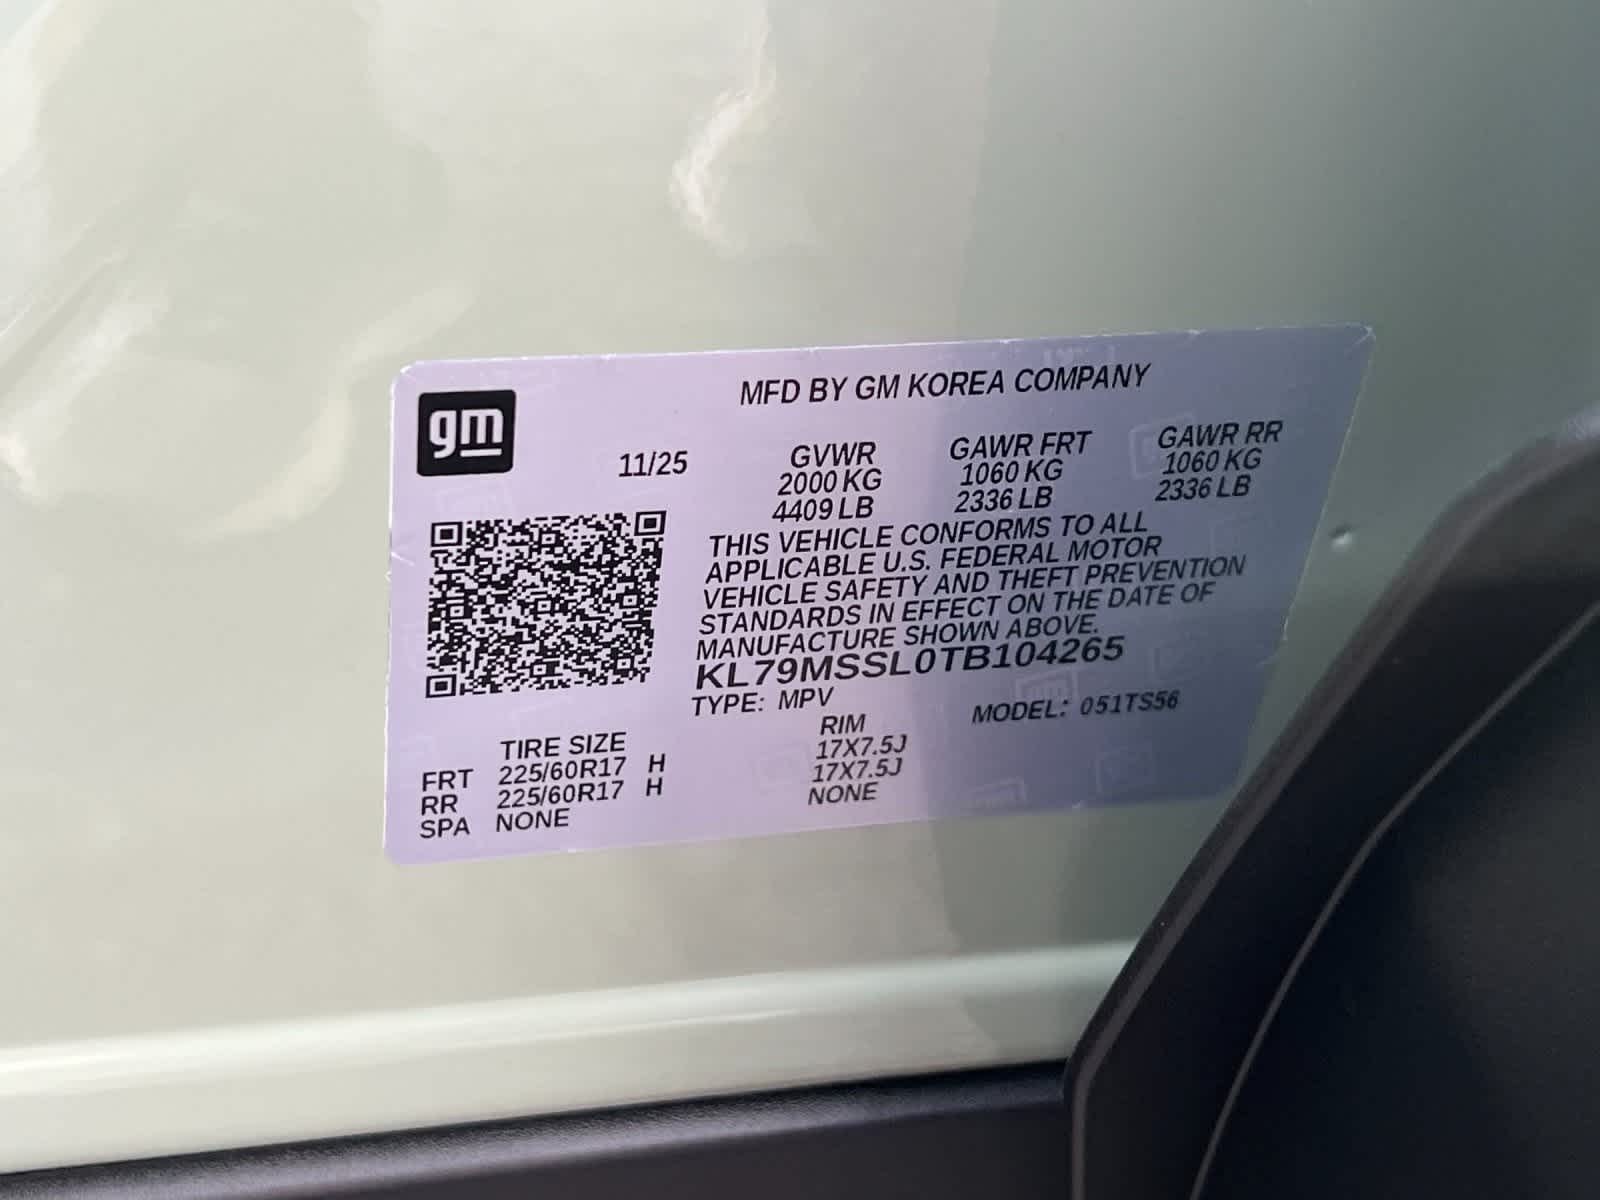 gm
MFD BY GM KOREA COMPANY
11/25
GVWR GAWR FRT GAWR RR
2000 KG 1060 KG 1060 KG
4409 LB 2336 LB 2336 LB
THIS VEHICLE CONFORMS TO ALL
APPLICABLE U.S. FEDERAL MOTOR
VEHICLE SAFETY AND THEFT PREVENTION
STANDARDS IN EFFECT ON THE DATE OF
MANUFACTURE SHOWN ABOVE.
KL79MSSL0TB104265
TYPE: MPV MODEL: 051TS56
TIRE SIZE RIM
FRT 225/60R17 H 17X7.5J
RR 225/60R17 H 17X7.5J
SPA NONE NONE